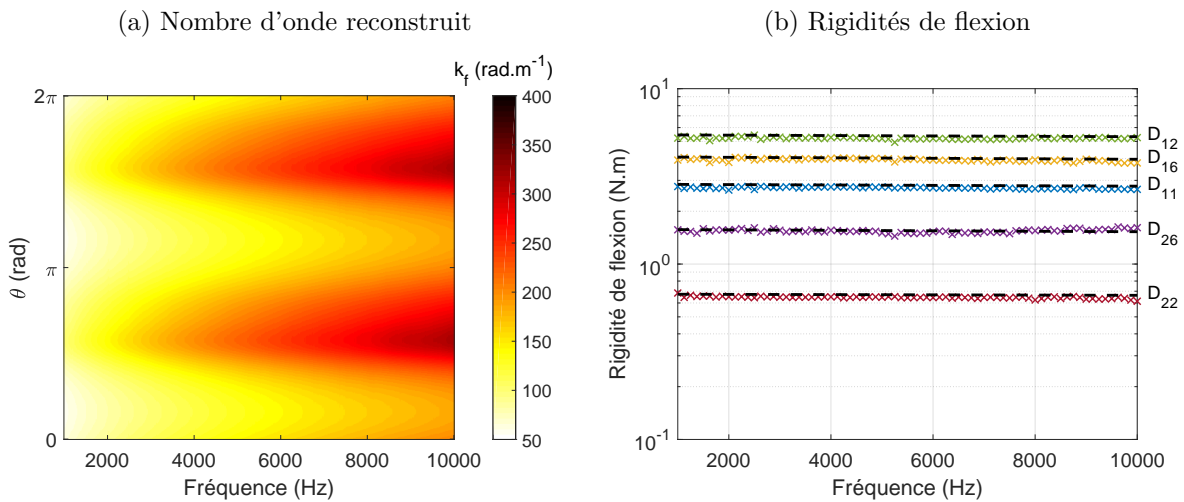 (a) Nombre d'onde reconstruit
k_f (rad.m^-1)
2π
π
0
θ (rad)
2000 4000 6000 8000 10000
Fréquence (Hz)
400
350
300
250
200
150
100
50
(b) Rigidités de flexion
10^1
10^0
10^-1
Rigidité de flexion (N.m)
D_12
D_16
D_11
D_26
D_22
2000 4000 6000 8000 10000
Fréquence (Hz)